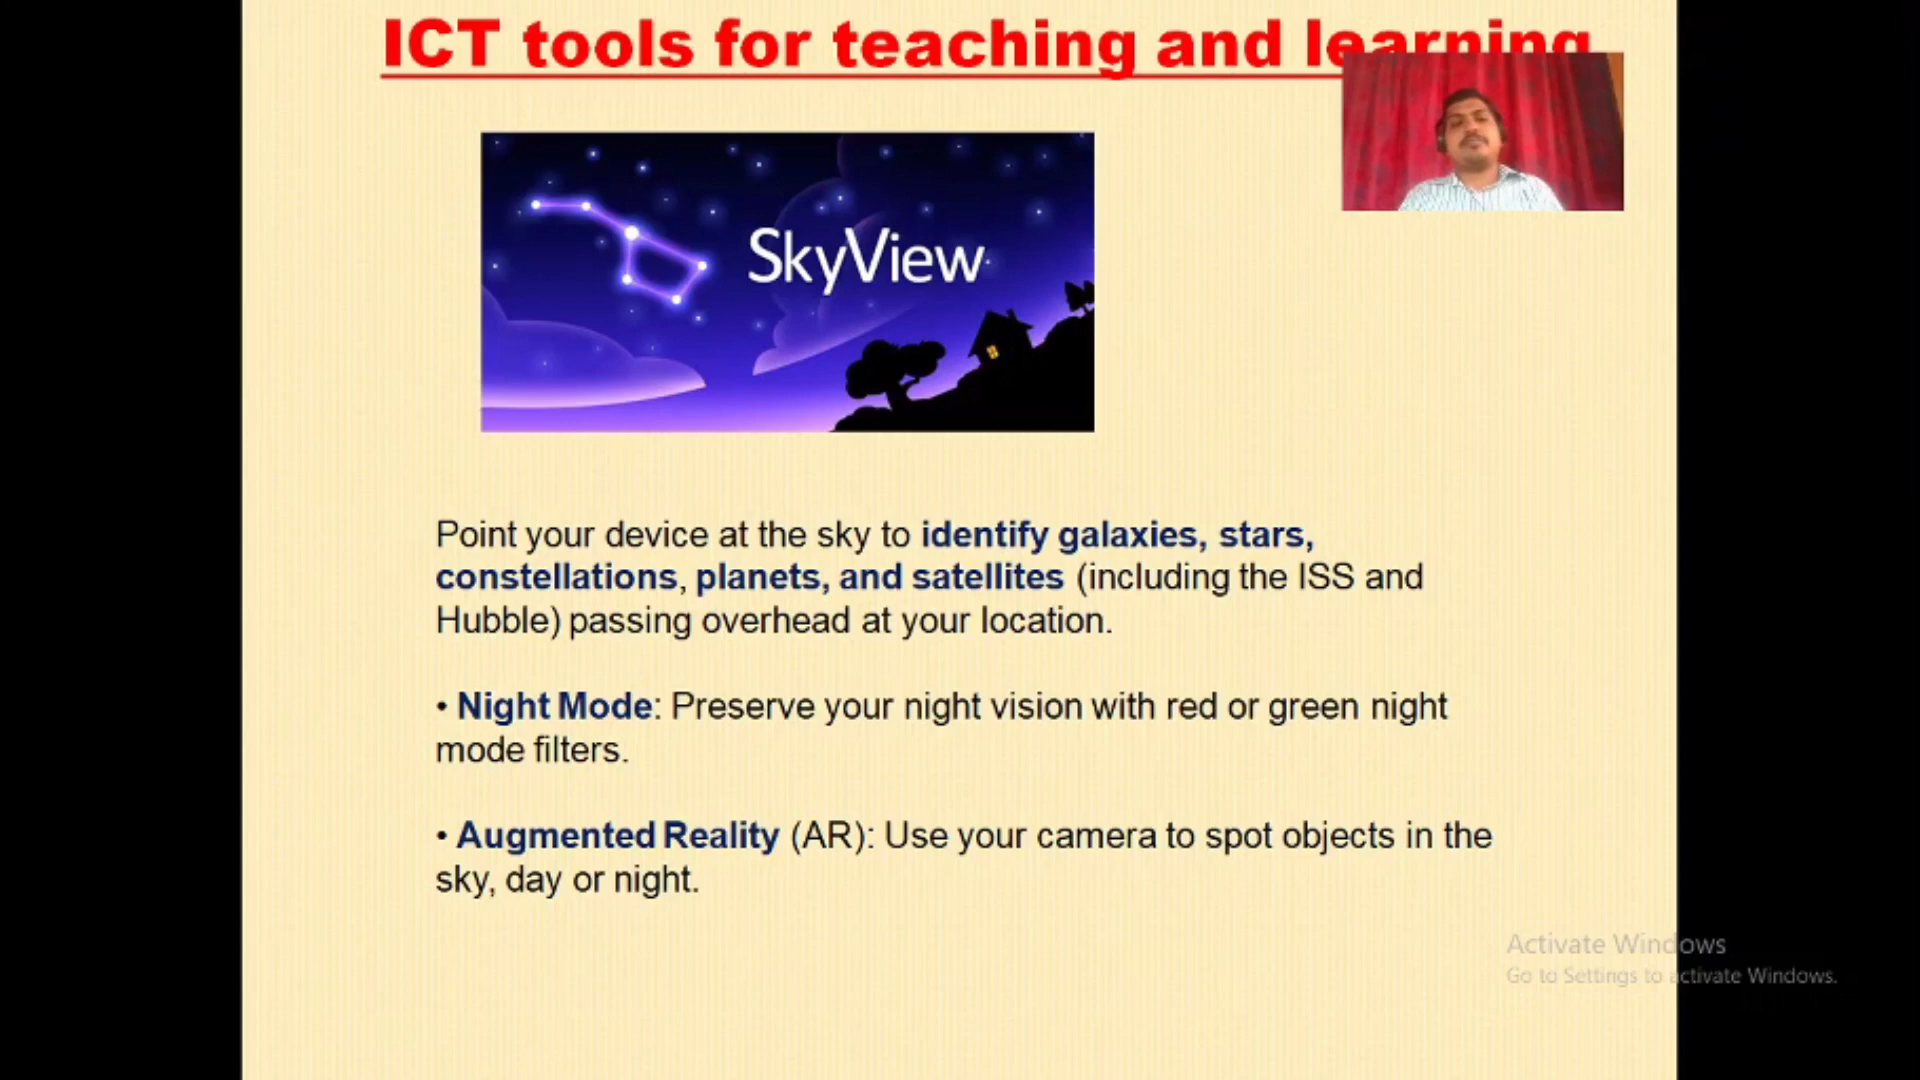 ICT tools for teaching and learning
SkyView
Point your device at the sky to identify galaxies, stars,
constellations, planets, and satellites (including the ISS and
Hubble) passing overhead at your location.
• Night Mode: Preserve your night vision with red or green night
mode filters.
• Augmented Reality (AR): Use your camera to spot objects in the
sky, day or night.
Activate Windows
Go to Settings to activate Windows.